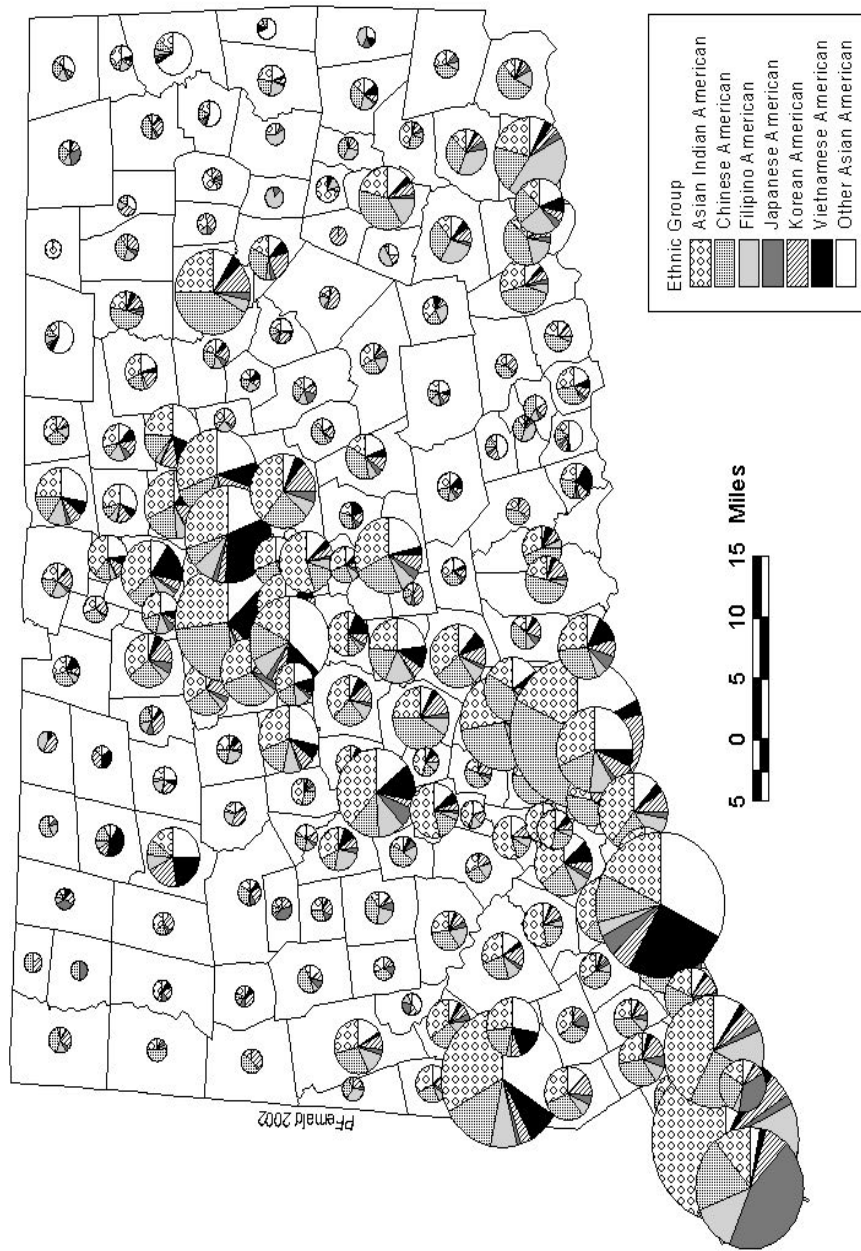 PFernald 2002
5 0 5 10 15 Miles
Ethnic Group
Asian Indian American
Chinese American
Filipino American
Japanese American
Korean American
Vietnamese American
Other Asian American